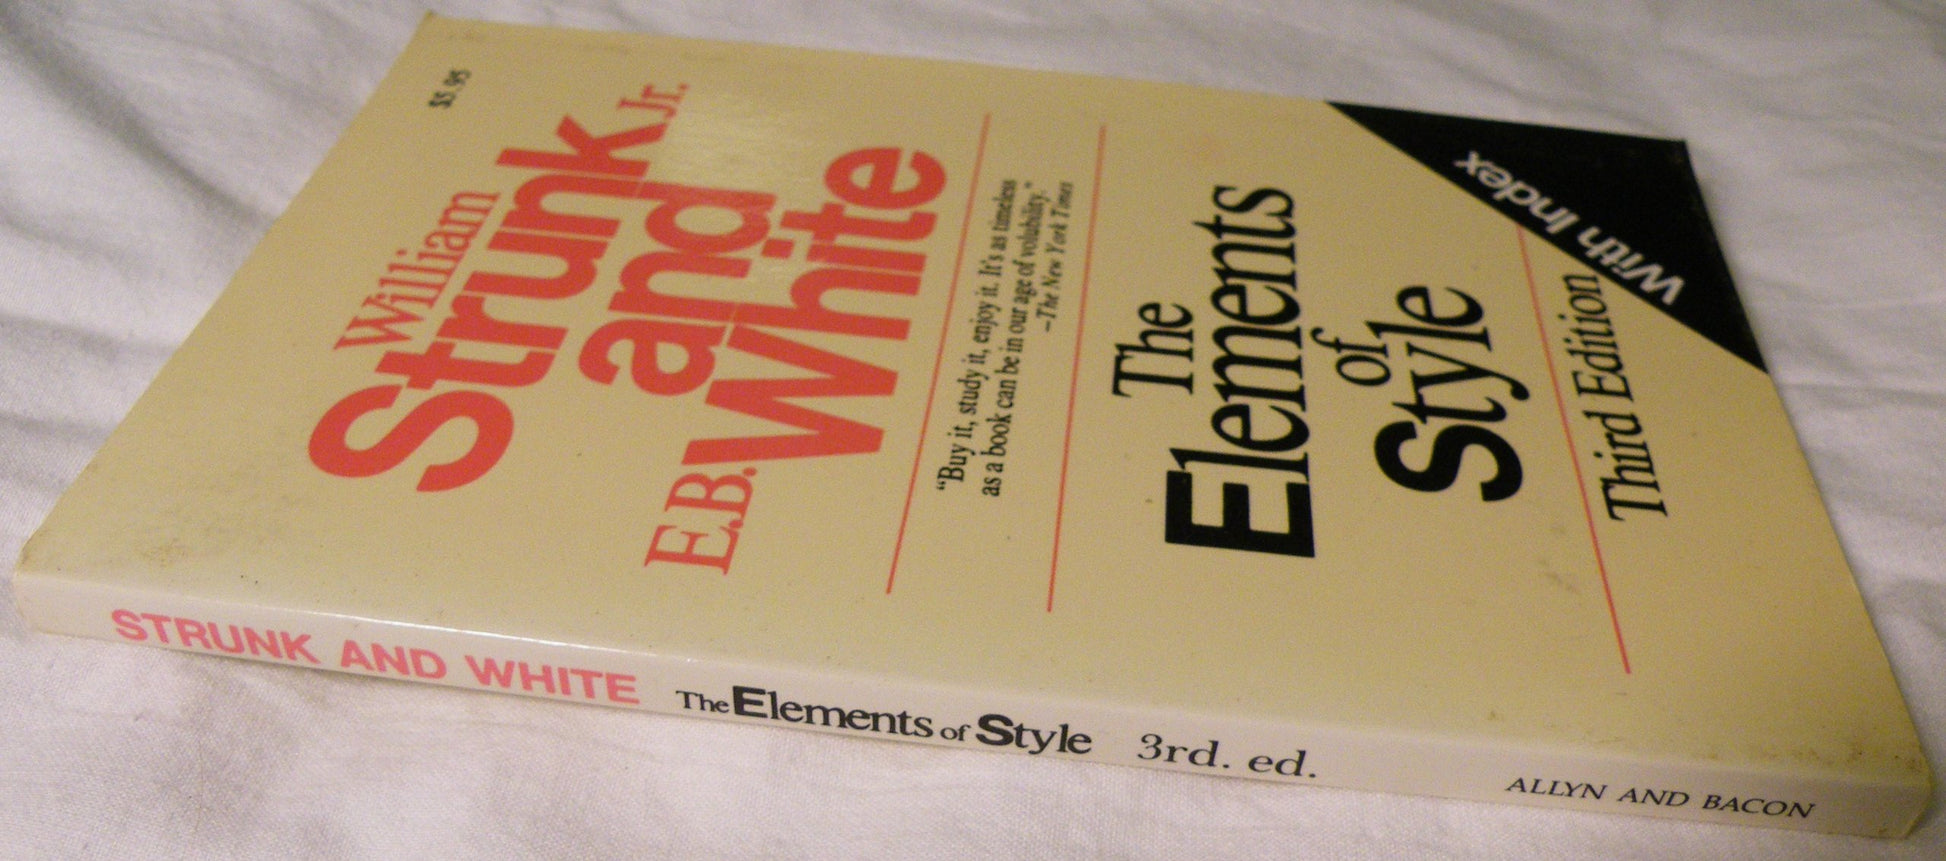 $5.95
William
Strunk Jr.
and
E.B. White
“Buy it, study it, enjoy it. It's as timeless
as a book can be in our age of volubility.”
–The New York Times
The
Elements
of
Style
Third Edition
With Index
STRUNK AND WHITE The Elements of Style 3rd. ed. ALLYN AND BACON